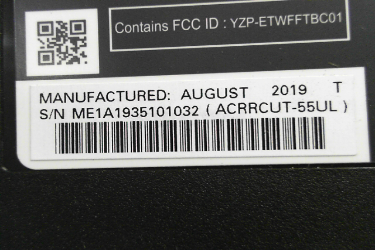 Contains FCC ID : YZP-ETWFFTBC01
MANUFACTURED: AUGUST 2019 T
S/N ME1A1935101032 ( ACRRCUT-55UL )